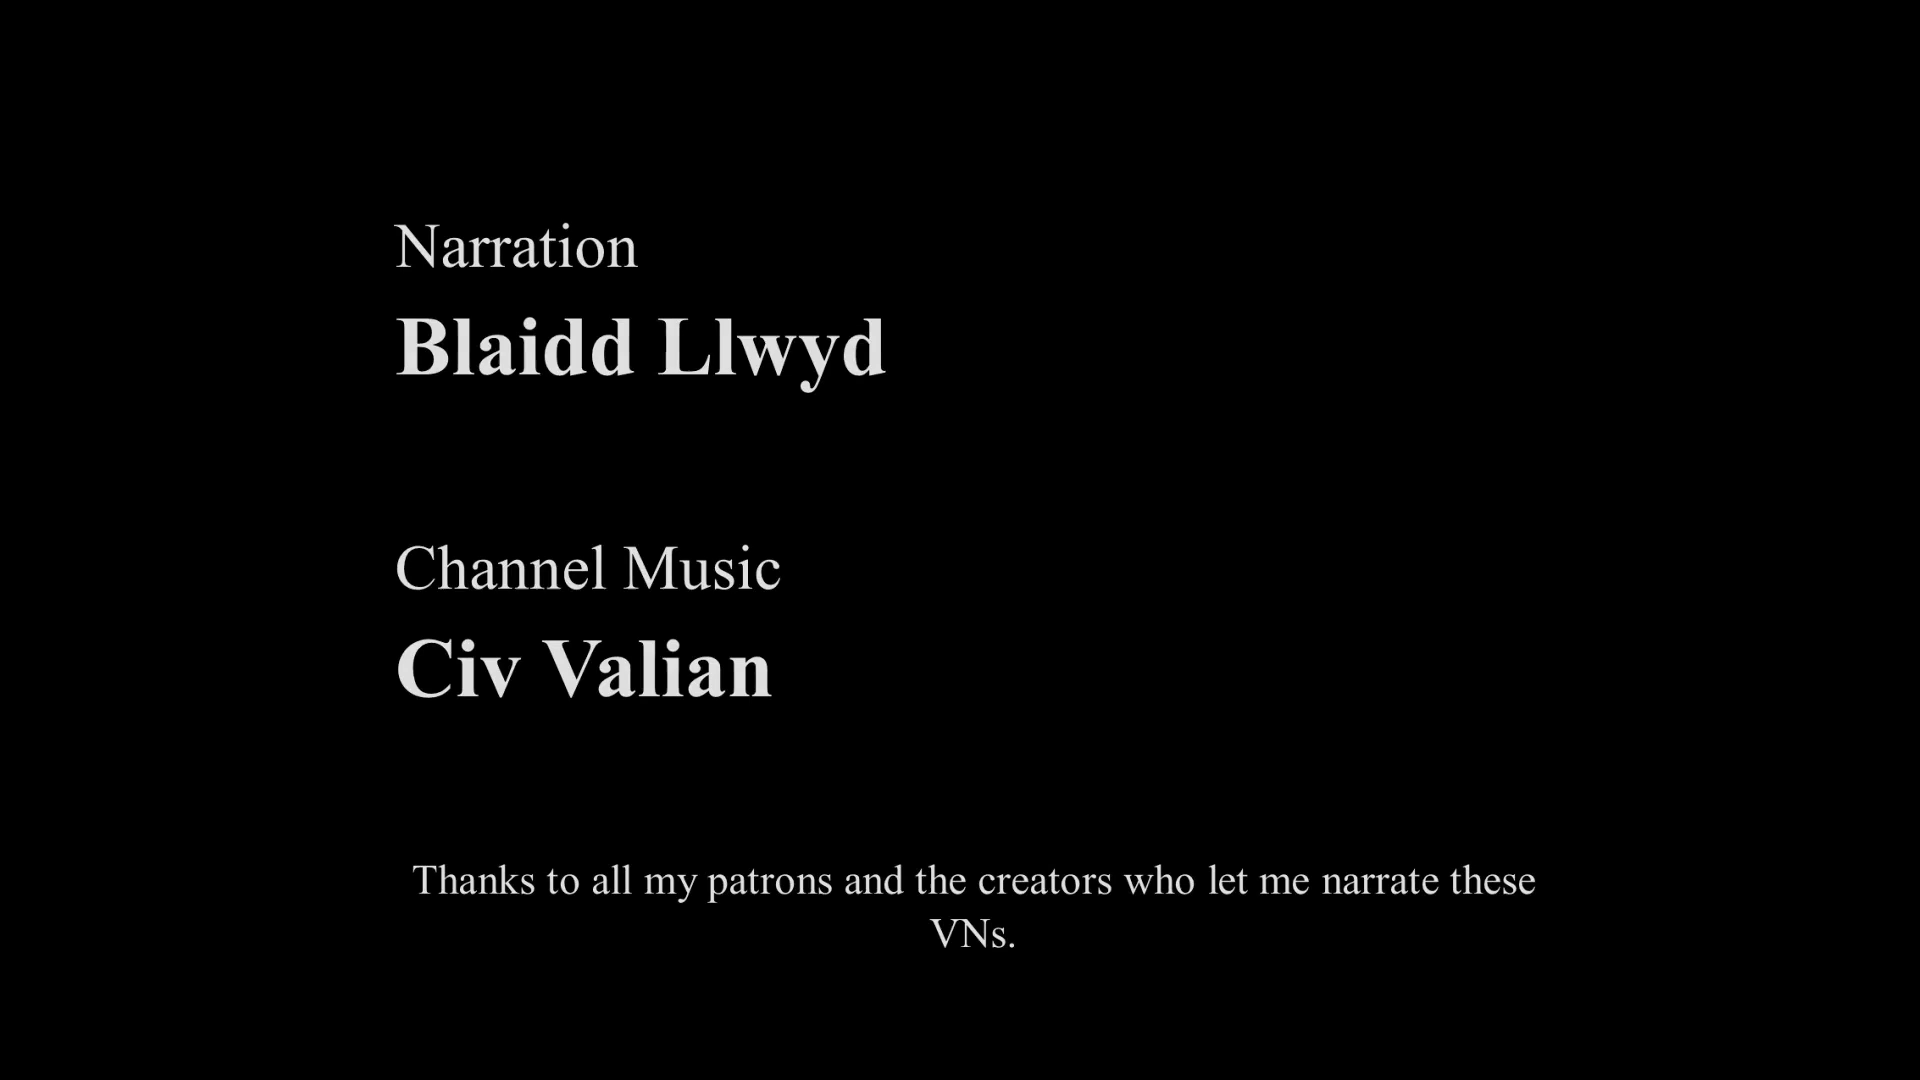 Narration
Blaidd Llwyd
Channel Music
Civ Valian
Thanks to all my patrons and the creators who let me narrate these
VNs.